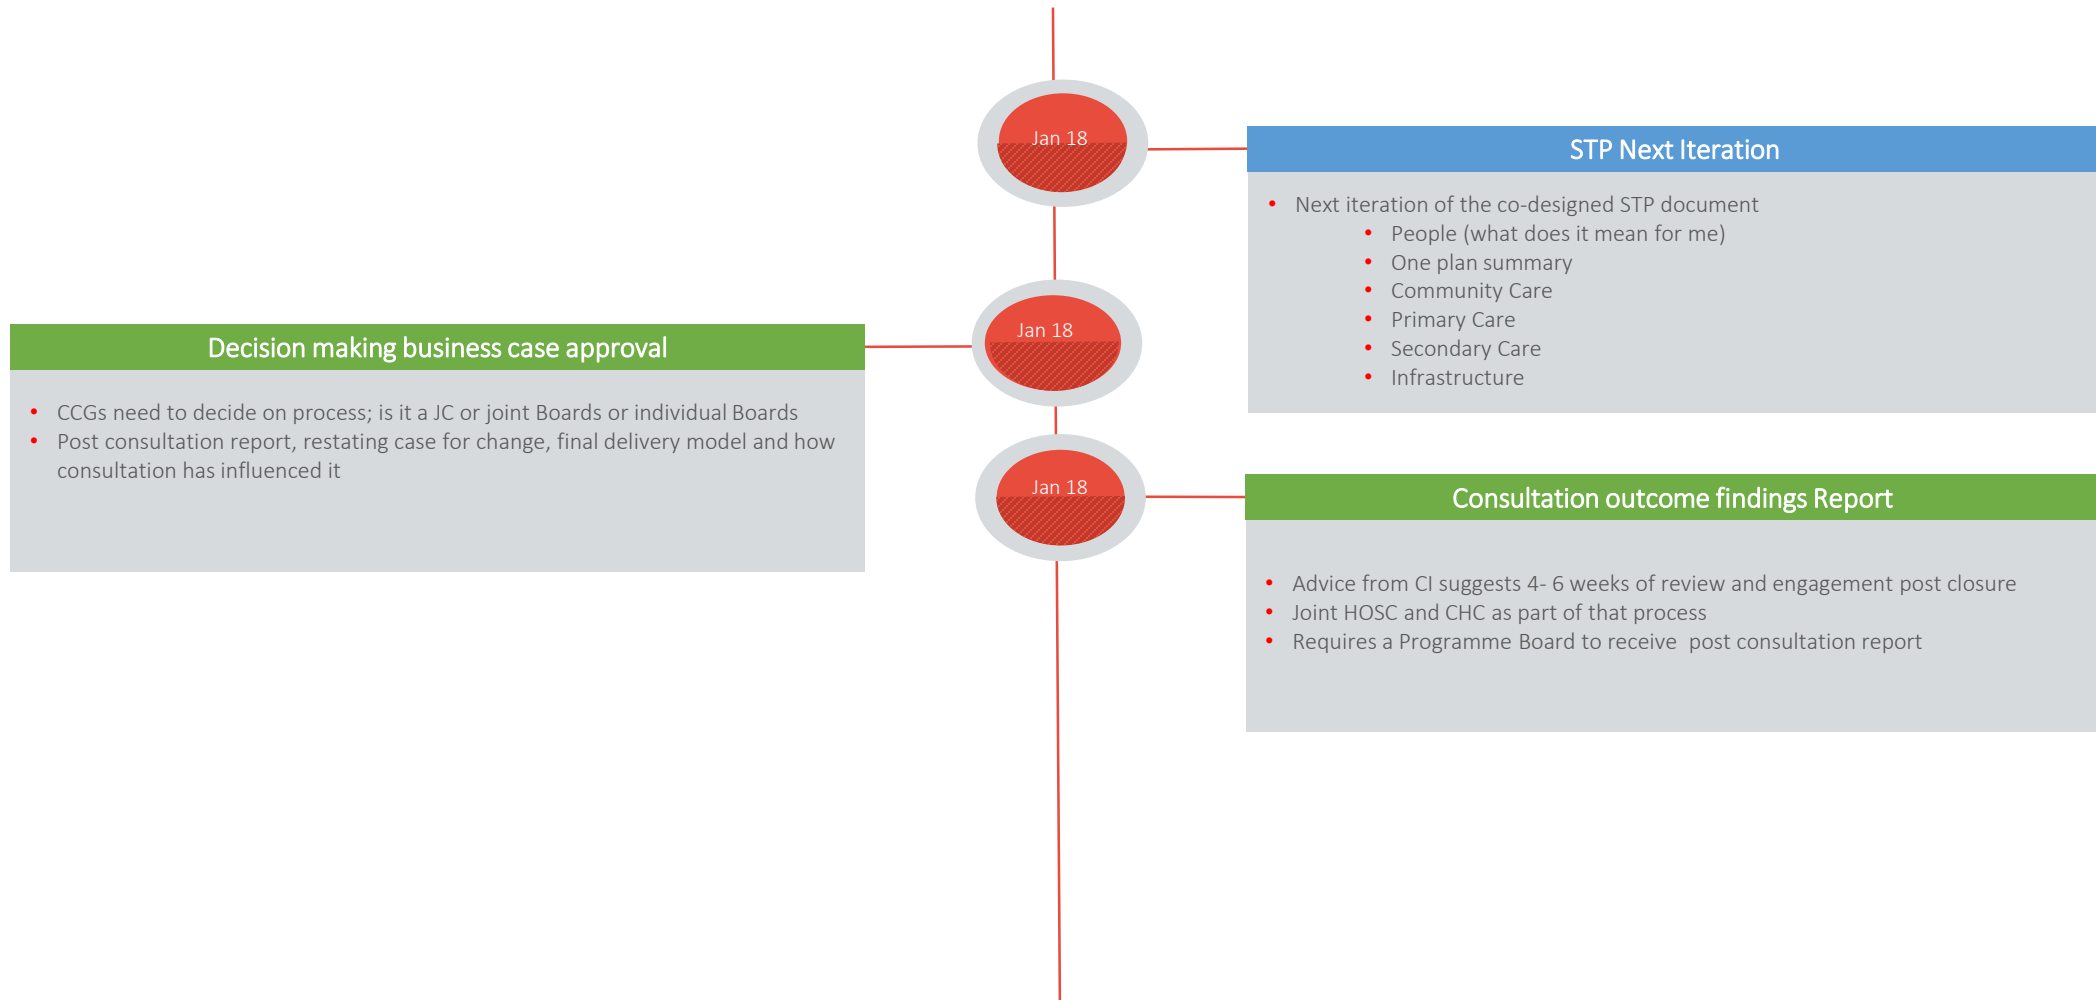 Jan 18
STP Next Iteration
• Next iteration of the co-designed STP document
• People (what does it mean for me)
• One plan summary
• Community Care
• Primary Care
• Secondary Care
• Infrastructure
Jan 18
Decision making business case approval
• CCGs need to decide on process; is it a JC or joint Boards or individual Boards
• Post consultation report, restating case for change, final delivery model and how
consultation has influenced it
Jan 18
Consultation outcome findings Report
• Advice from CI suggests 4- 6 weeks of review and engagement post closure
• Joint HOSC and CHC as part of that process
• Requires a Programme Board to receive  post consultation report